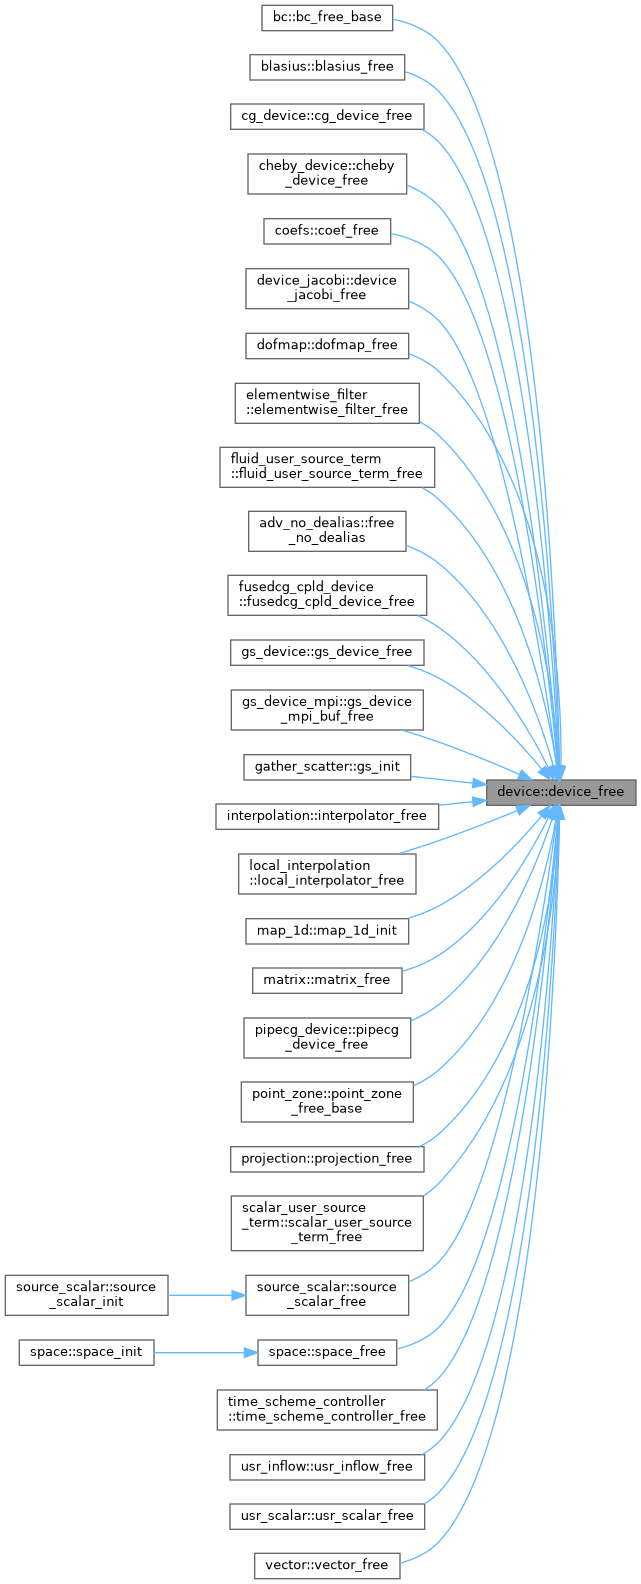 bc::bc_free_base
blasius::blasius_free
cg_device::cg_device_free
cheby_device::cheby
_device_free
coefs::coef_free
device_jacobi::device
_jacobi_free
dofmap::dofmap_free
elementwise_filter
::elementwise_filter_free
fluid_user_source_term
::fluid_user_source_term_free
adv_no_dealias::free
_no_dealias
fusedcg_cpld_device
::fusedcg_cpld_device_free
gs_device::gs_device_free
gs_device_mpi::gs_device
_mpi_buf_free
gather_scatter::gs_init
device::device_free
interpolation::interpolator_free
local_interpolation
::local_interpolator_free
map_1d::map_1d_init
matrix::matrix_free
pipecg_device::pipecg
_device_free
point_zone::point_zone
_free_base
projection::projection_free
scalar_user_source
_term::scalar_user_source
_term_free
source_scalar::source
_scalar_init
source_scalar::source
_scalar_free
space::space_init
space::space_free
time_scheme_controller
::time_scheme_controller_free
usr_inflow::usr_inflow_free
usr_scalar::usr_scalar_free
vector::vector_free